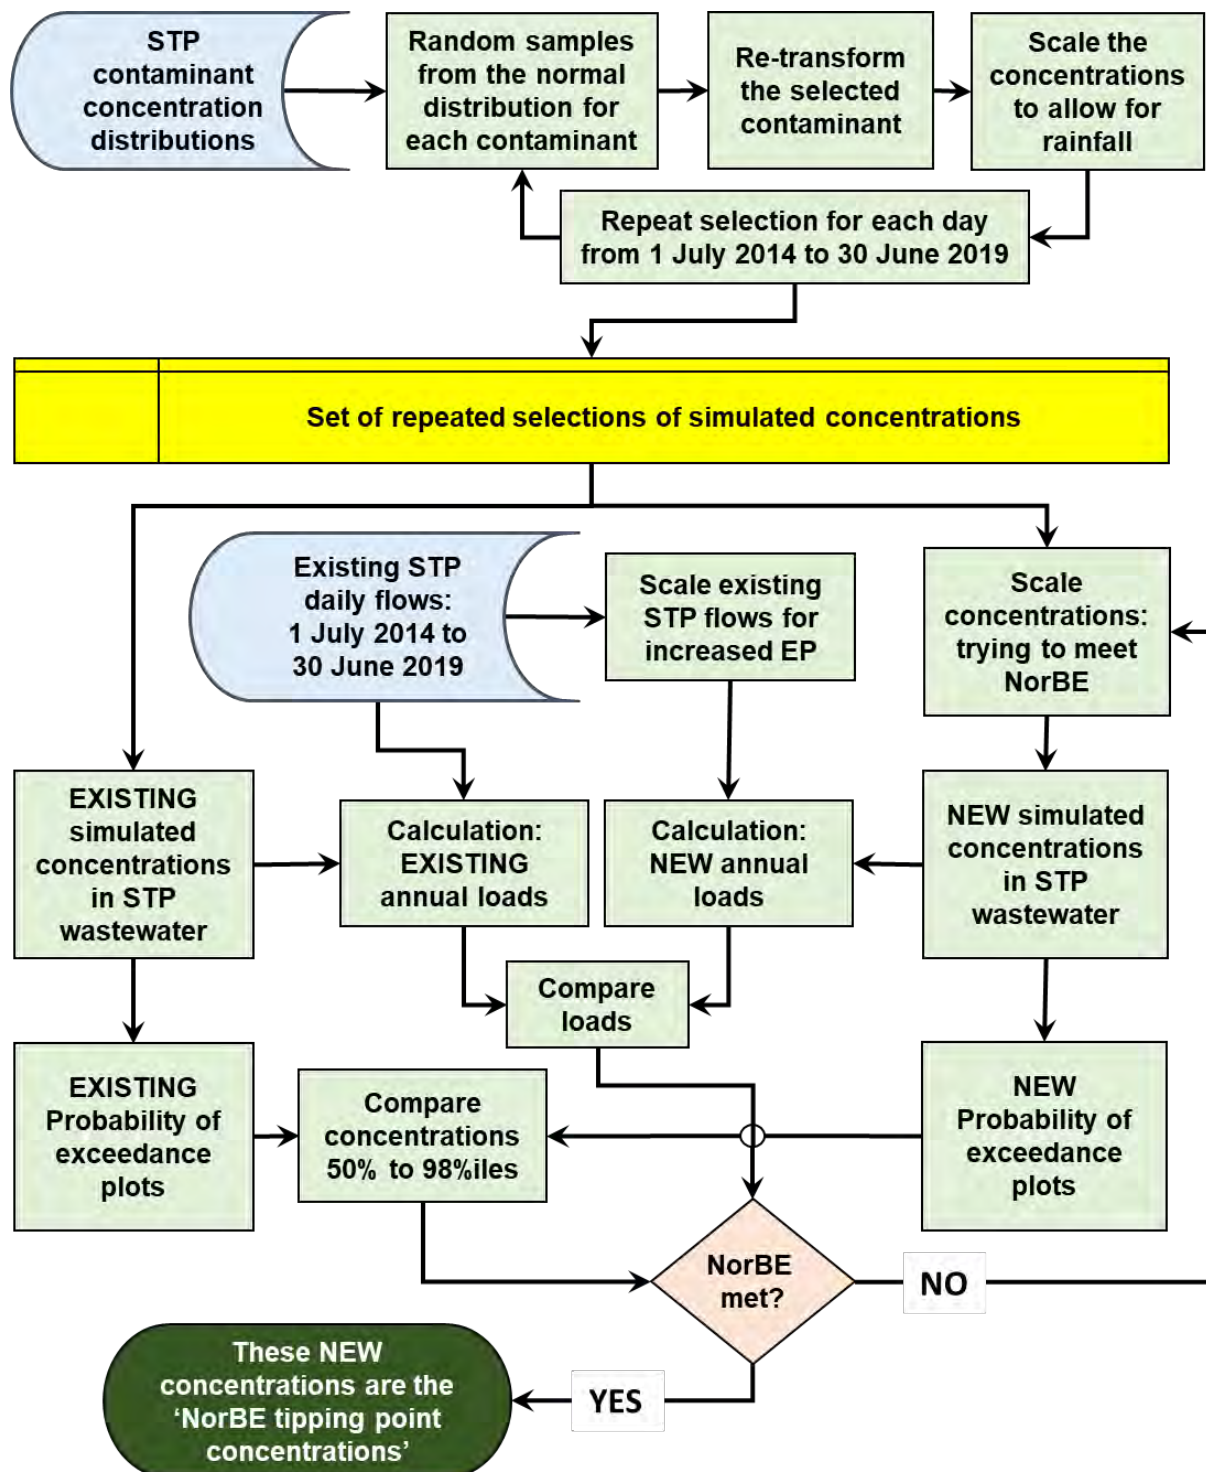 STP
contaminant
concentration
distributions
Random samples
from the normal
distribution for
each contaminant
Re-transform
the selected
contaminant
Scale the
concentrations
to allow for
rainfall
Repeat selection for each day
from 1 July 2014 to 30 June 2019
Set of repeated selections of simulated concentrations
Existing STP
daily flows:
1 July 2014 to
30 June 2019
Scale existing
STP flows for
increased EP
Scale
concentrations:
trying to meet
NorBE
EXISTING
simulated
concentrations
in STP
wastewater
Calculation:
EXISTING
annual loads
Calculation:
NEW annual
loads
NEW simulated
concentrations
in STP
wastewater
Compare
loads
EXISTING
Probability of
exceedance
plots
Compare
concentrations
50% to 98%iles
NEW
Probability of
exceedance
plots
NorBE
met?
NO
YES
These NEW
concentrations are the
‘NorBE tipping point
concentrations’